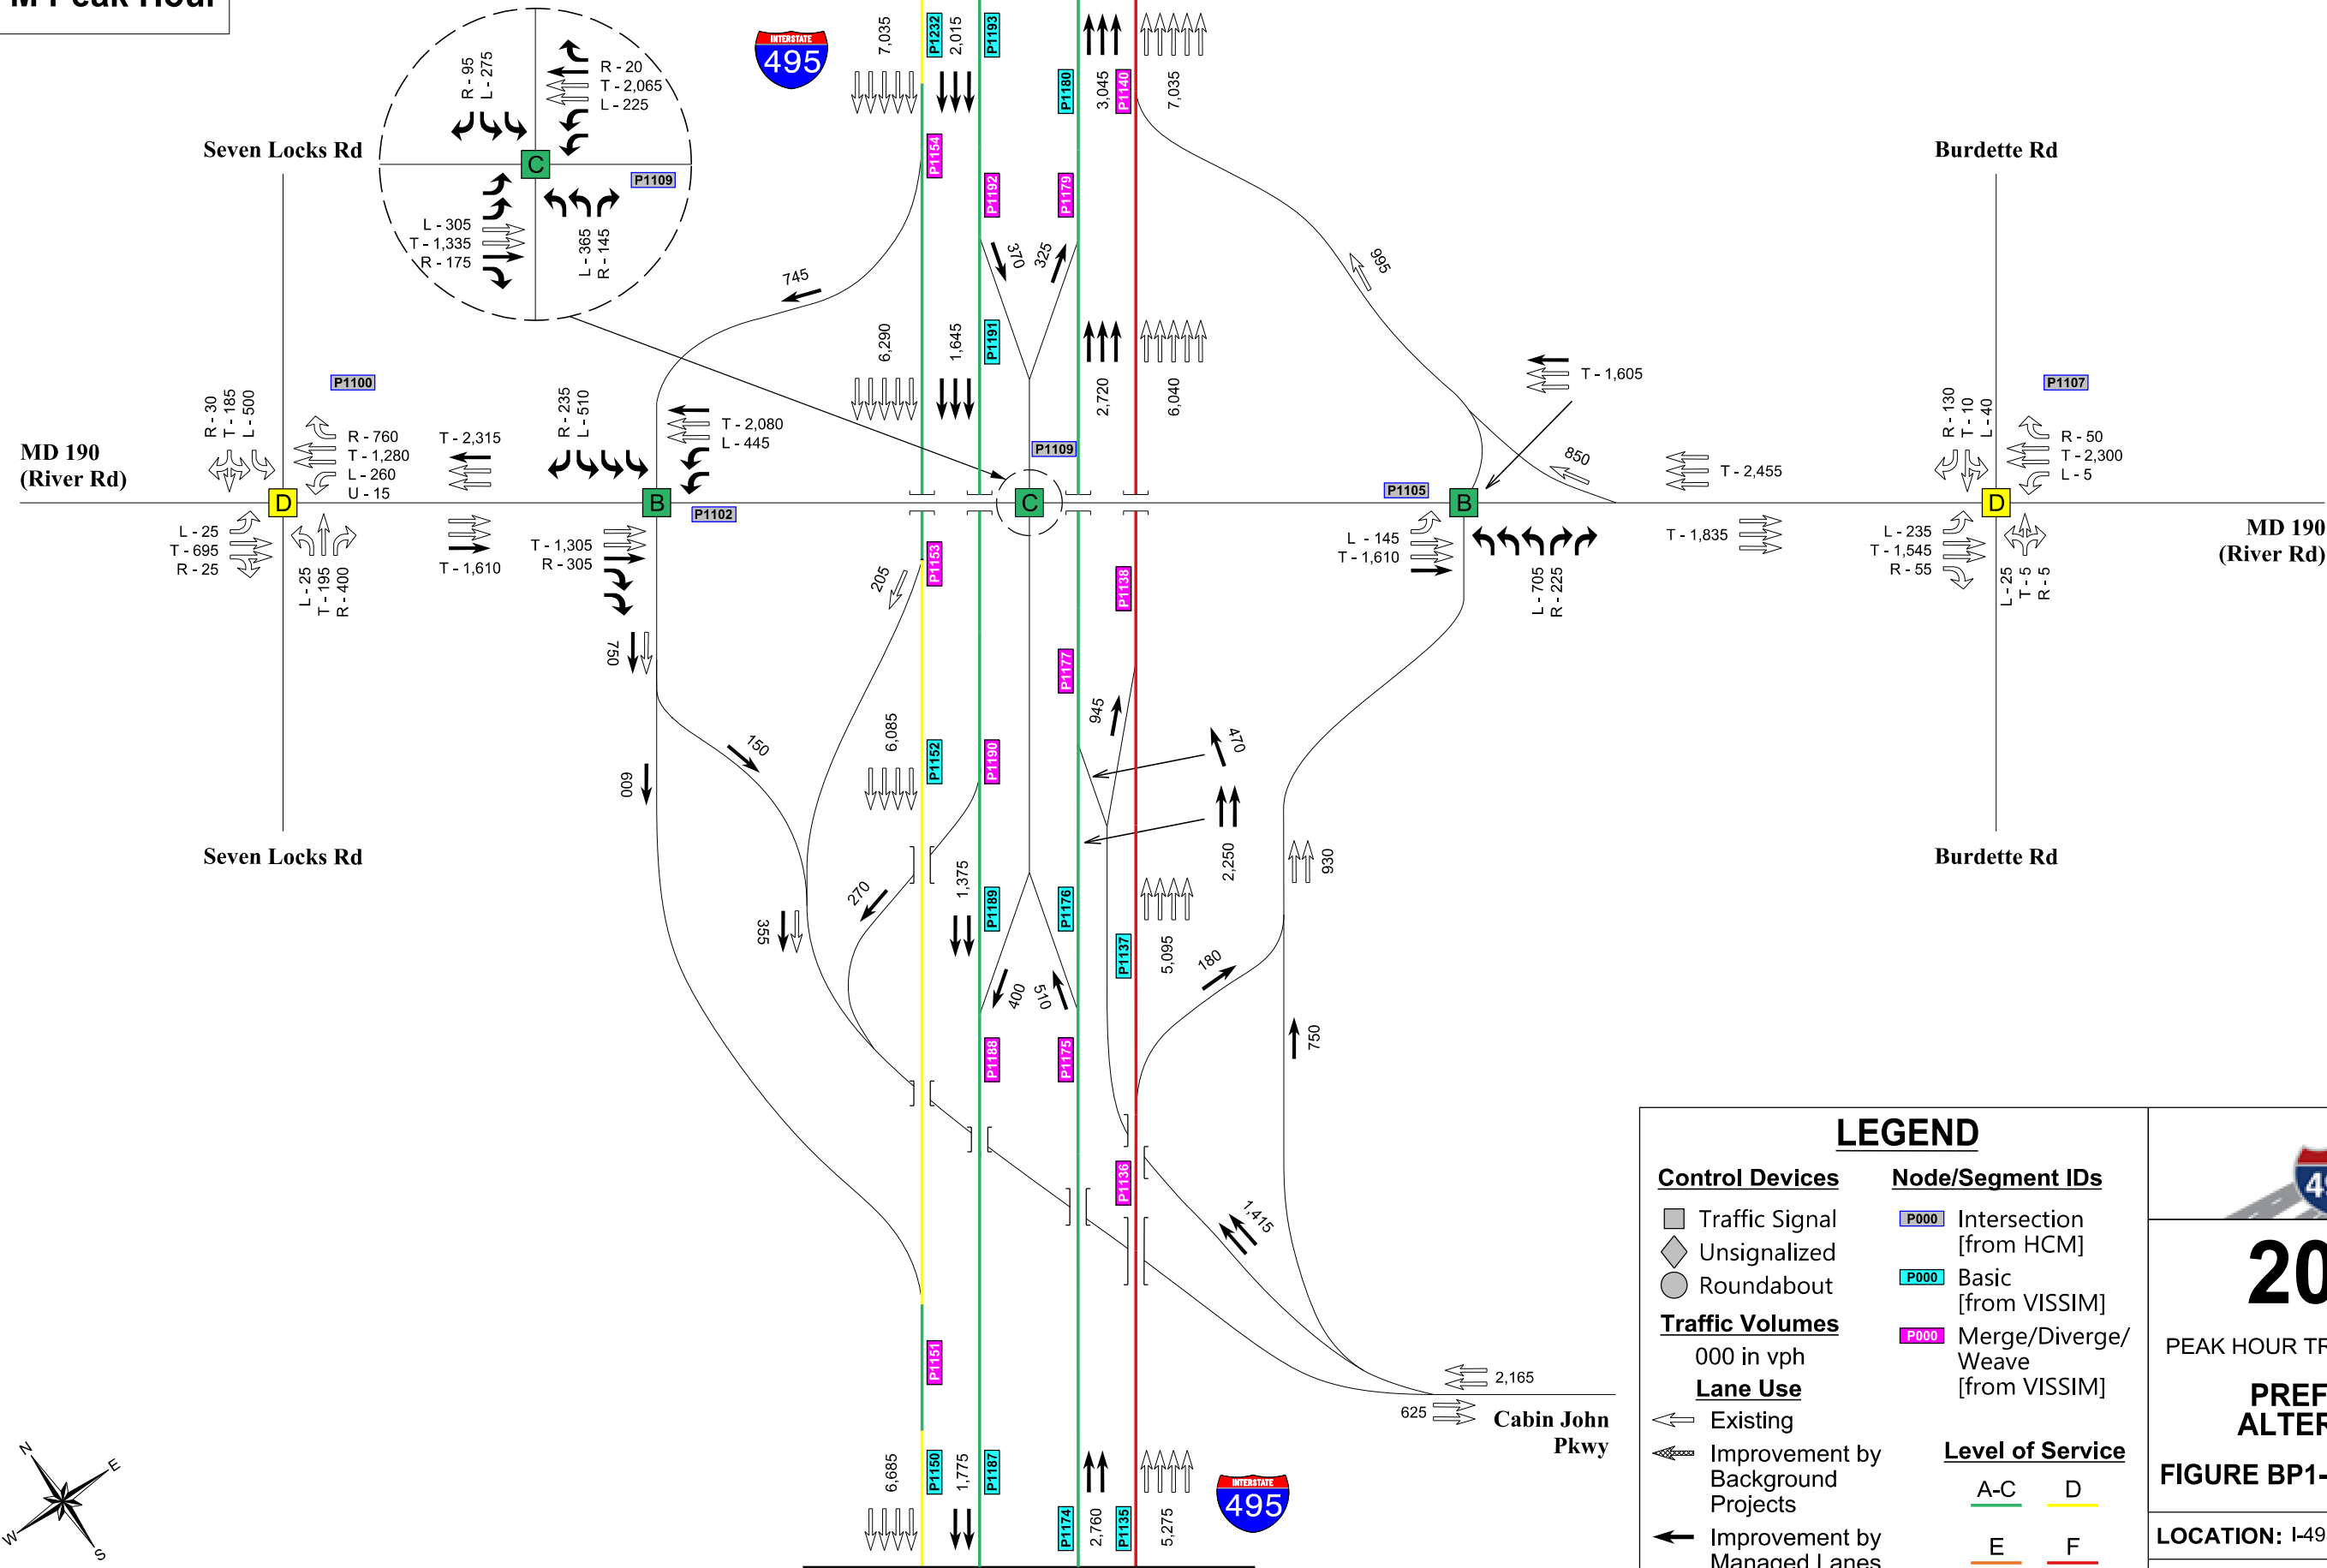 M Peak Hour
INTERSTATE
495
7,035
P1232
2,015
P1193
P1180
3,045
P1140
7,035
R - 95
L - 275
R - 20
T - 2,065
L - 225
C
P1109
L - 305
T - 1,335
R - 175
L - 365
R - 145
Seven Locks Rd
Burdette Rd
P1154
P1192
P1179
370
325
745
995
6,290
1,645
P1191
2,720
6,040
P1100
R - 30
T - 185
L - 500
R - 760
T - 1,280
L - 260
U - 15
MD 190
(River Rd)
D
L - 25
T - 695
R - 25
L - 25
T - 195
R - 400
T - 2,315
T - 1,610
R - 235
L - 510
T - 2,080
L - 445
B
P1102
T - 1,305
R - 305
P1109
C
T - 1,605
P1105
B
850
T - 2,455
L - 145
T - 1,610
L - 705
R - 225
T - 1,835
R - 130
T - 10
L - 40
P1107
R - 50
T - 2,300
L - 5
D
L - 235
T - 1,545
R - 55
L - 25
T - 5
R - 5
MD 190
(River Rd)
P1153
205
P1138
P1177
750
150
600
6,085
P1152
P1190
945
470
2,250
930
Seven Locks Rd
Burdette Rd
270
1,375
P1189
P1176
355
P1137
5,095
180
400
510
750
P1188
P1175
P1136
1,415
P1151
2,165
625
Cabin John
Pkwy
6,685
P1150
1,775
P1187
P1174
2,760
P1135
5,275
INTERSTATE
495
N
E
W
S
LEGEND
Control Devices
Traffic Signal
Unsignalized
Roundabout
Traffic Volumes
000 in vph
Lane Use
Existing
Improvement by
Background
Projects
Improvement by
Managed Lanes
Node/Segment IDs
P000 Intersection
[from HCM]
P000 Basic
[from VISSIM]
P000 Merge/Diverge/
Weave
[from VISSIM]
Level of Service
A-C D
E F
20
PEAK HOUR TR
PREF
ALTER
FIGURE BP1-
LOCATION: I-49